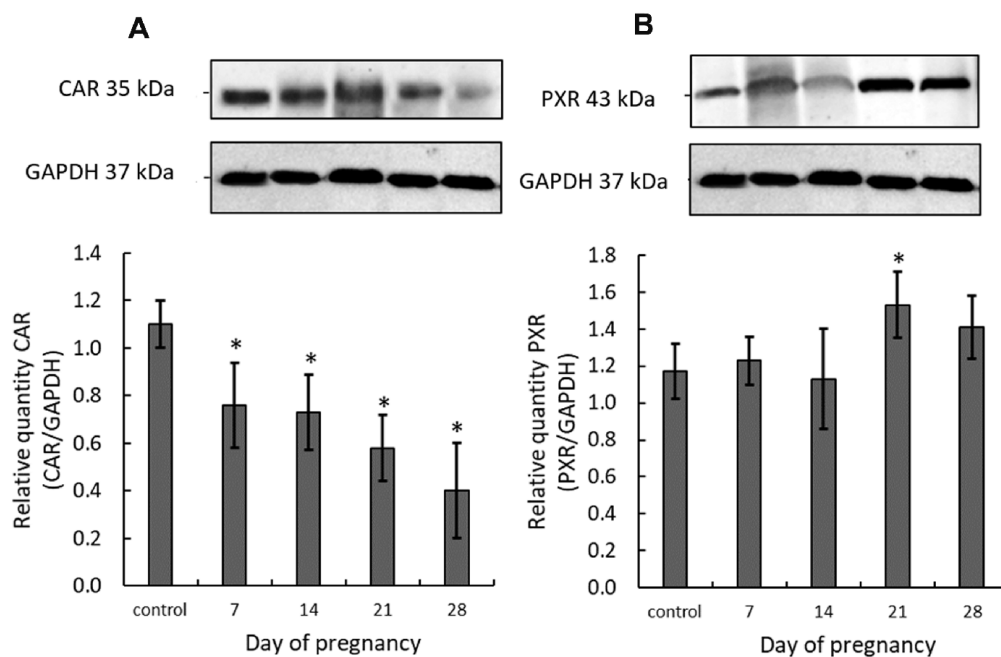 A
CAR 35 kDa
GAPDH 37 kDa
Relative quantity CAR
(CAR/GAPDH)
1.4
1.2
1.0
0.8
0.6
0.4
0.2
0.0
*
*
*
*
control 7 14 21 28
Day of pregnancy
B
PXR 43 kDa
GAPDH 37 kDa
Relative quantity PXR
(PXR/GAPDH)
1.8
1.6
1.4
1.2
1.0
0.8
0.6
0.4
0.2
0.0
*
control 7 14 21 28
Day of pregnancy